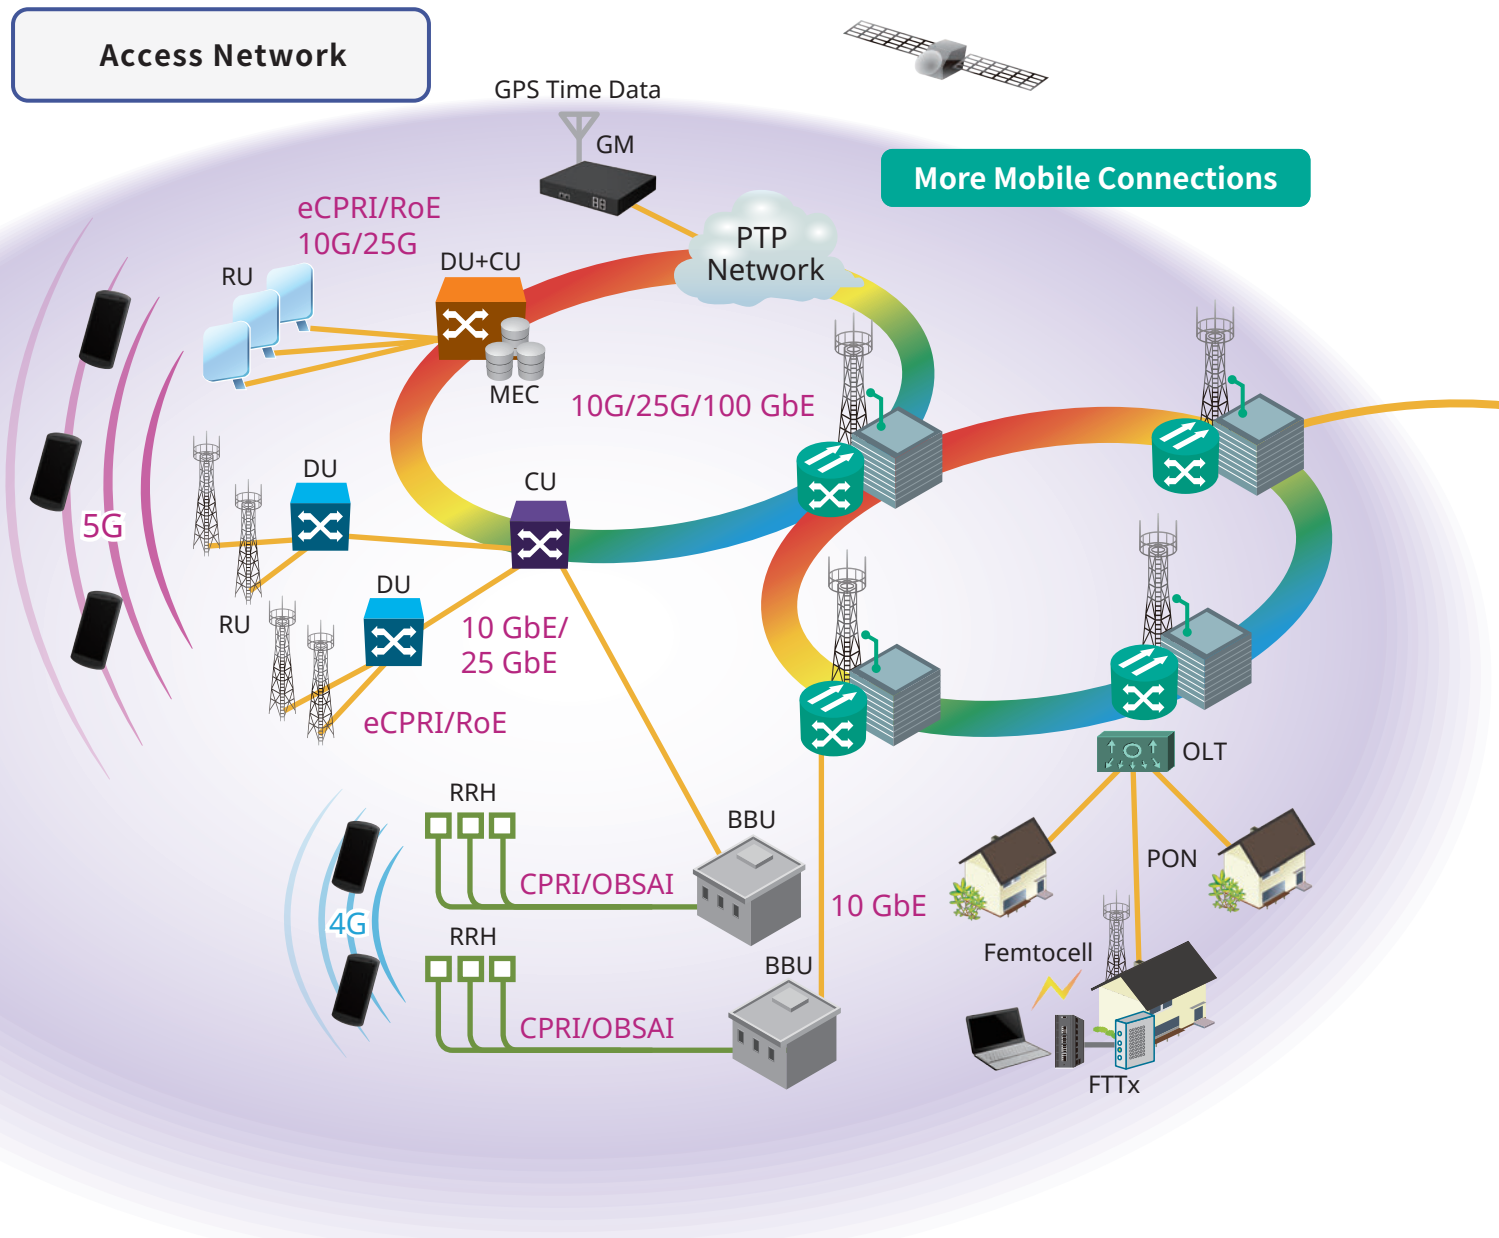 Access Network
GPS Time Data
GM
More Mobile Connections
eCPRI/RoE
10G/25G
PTP
Network
DU+CU
RU
MEC
10G/25G/100 GbE
DU
CU
5G
DU
RU
10 GbE/
25 GbE
eCPRI/RoE
OLT
RRH
BBU
PON
CPRI/OBSAI
10 GbE
4G
RRH
Femtocell
BBU
CPRI/OBSAI
FTTx